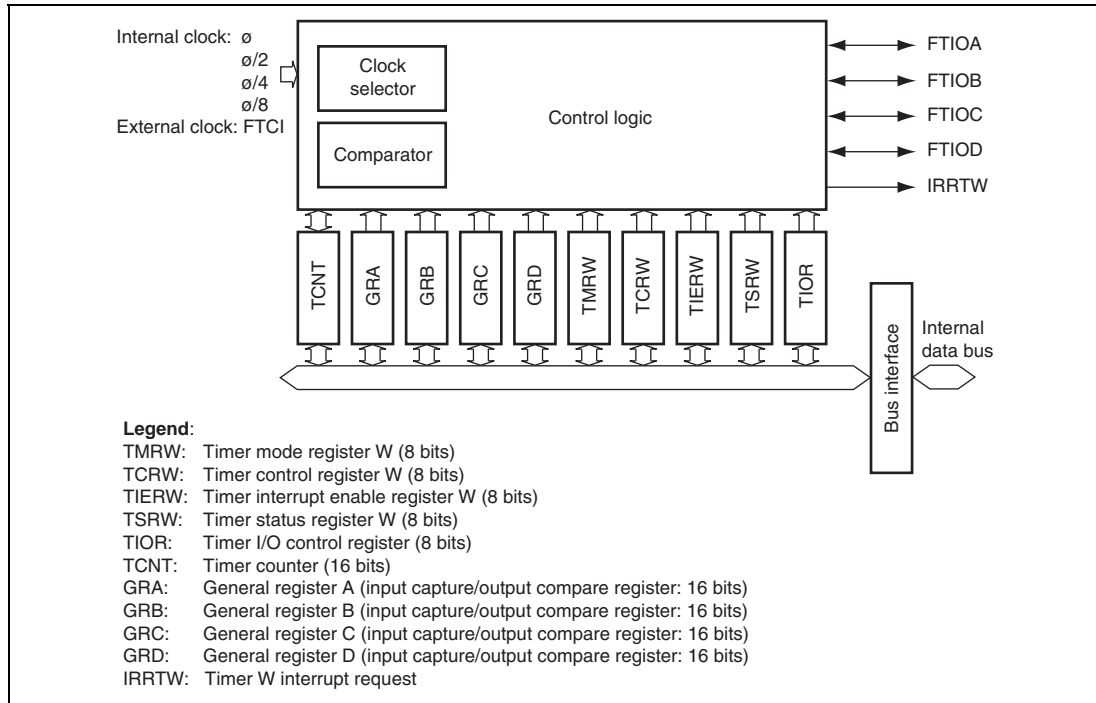 Internal clock: ø
ø/2
ø/4
ø/8
External clock: FTCI
Clock
selector
Comparator
Control logic
FTIOA
FTIOB
FTIOC
FTIOD
IRRTW
TCNT
GRA
GRB
GRC
GRD
TMRW
TCRW
TIERW
TSRW
TIOR
Bus interface
Internal
data bus
Legend:
TMRW: Timer mode register W (8 bits)
TCRW: Timer control register W (8 bits)
TIERW: Timer interrupt enable register W (8 bits)
TSRW: Timer status register W (8 bits)
TIOR: Timer I/O control register (8 bits)
TCNT: Timer counter (16 bits)
GRA: General register A (input capture/output compare register: 16 bits)
GRB: General register B (input capture/output compare register: 16 bits)
GRC: General register C (input capture/output compare register: 16 bits)
GRD: General register D (input capture/output compare register: 16 bits)
IRRTW: Timer W interrupt request